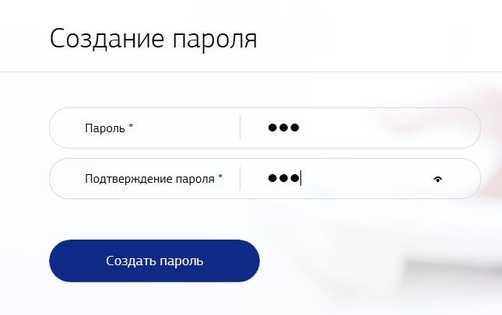 Создание пароля
Пароль * ●●●
Подтверждение пароля * ●●●
Создать пароль